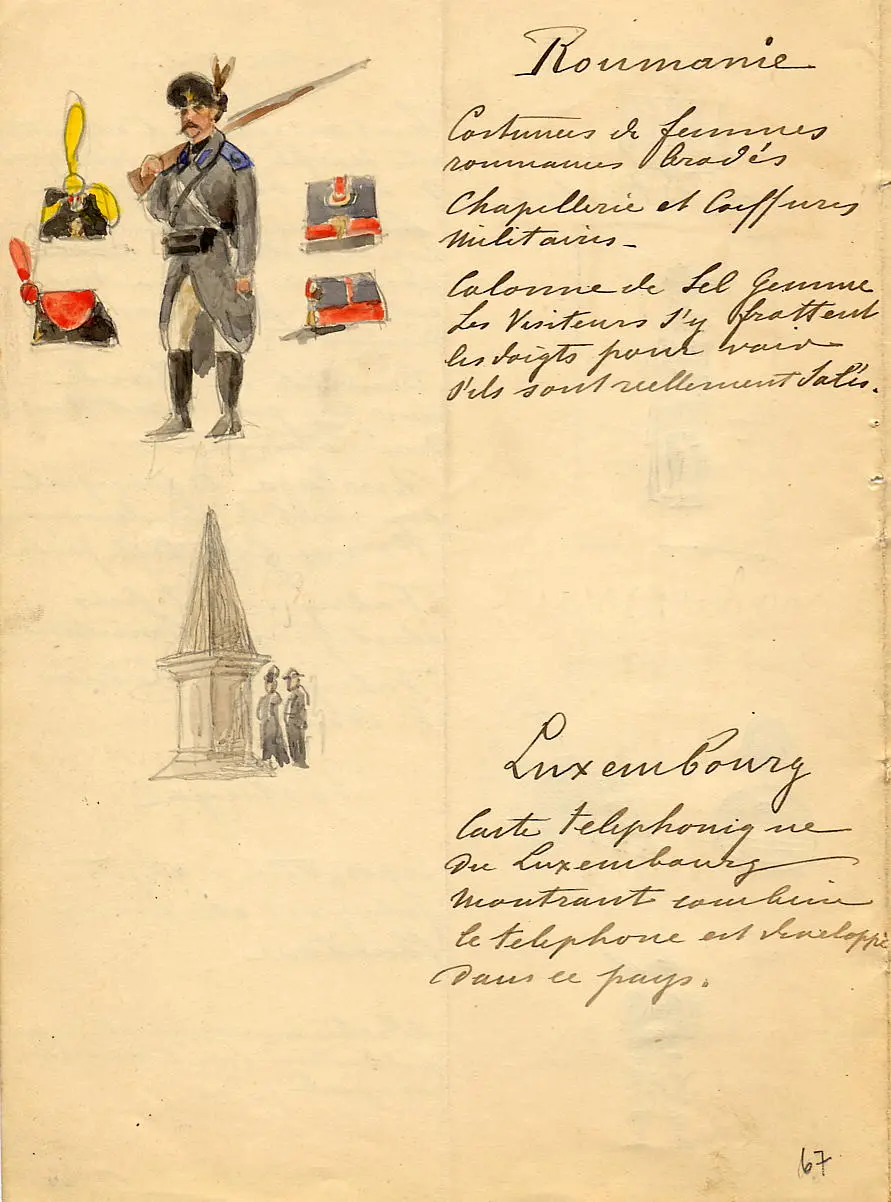 Roumanie
Costumes de femmes
roumaines brodés
Chapellerie et Coiffures
Militaires -
Colonne de Sel Gemme
Les Visiteurs s'y frottent
les doigts pour voir
s'ils sont reellement Salés.
Luxembourg
Carte telephonique
du Luxembourg
montrant combien
le telephone est developpé
dans ce pays.
67